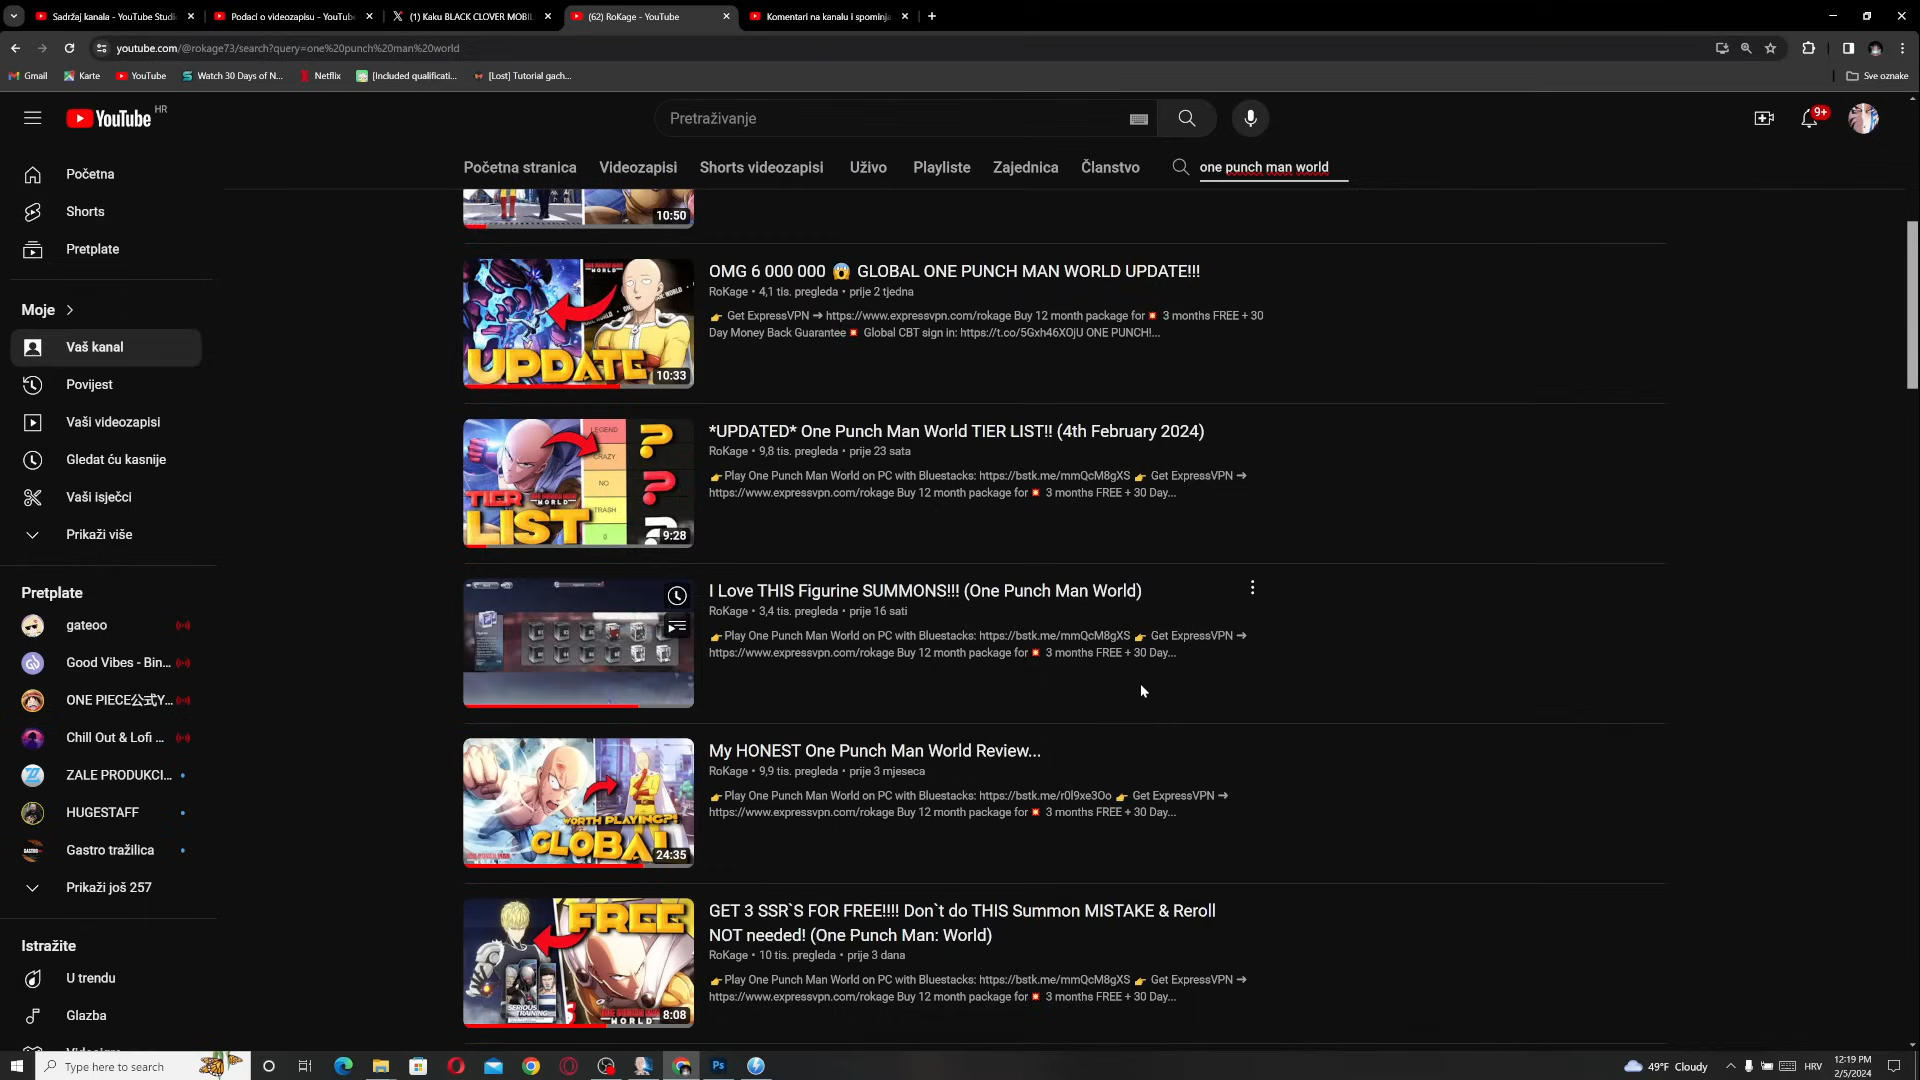 Sadržaj kanala - YouTube Studi
Podaci o videozapisu - YouTub
(1) Kaku BLACK CLOVER MOBI
(62) RoKage - YouTube
Komentari na kanalu i spominja
youtube.com/@rokage73/search?query=one%20punch%20man%20world
Gmail
Karte
YouTube
Watch 30 Days of N...
Netflix
[Included qualificati...
[Lost] Tutorial gach...
Sve oznake
YouTube HR
Pretraživanje
9+
Početna
Shorts
Pretplate
Moje
Vaš kanal
Povijest
Vaši videozapisi
Gledat ću kasnije
Vaši isječci
Prikaži više
Pretplate
gateoo
Good Vibes - Bin...
ONE PIECE公式Y...
Chill Out & Lofi ...
ZALE PRODUKCI...
HUGESTAFF
Gastro tražilica
Prikaži još 257
Istražite
U trendu
Glazba
Početna stranica
Videozapisi
Shorts videozapisi
Uživo
Playliste
Zajednica
Članstvo
one punch man world
10:50
WORLD
UPDATE
10:33
OMG 6 000 000 😱 GLOBAL ONE PUNCH MAN WORLD UPDATE!!!
RoKage • 4,1 tis. pregleda • prije 2 tjedna
👉 Get ExpressVPN ➔ https://www.expressvpn.com/rokage Buy 12 month package for 💥 3 months FREE + 30
Day Money Back Guarantee 💥 Global CBT sign in: https://t.co/5Gxh46X0jU ONE PUNCH!...
LEGEND
CRAZY
NO
TRASH
TIER
LIST
WORLD
9:28
*UPDATED* One Punch Man World TIER LIST!! (4th February 2024)
RoKage • 9,8 tis. pregleda • prije 23 sata
👉Play One Punch Man World on PC with Bluestacks: https://bstk.me/mmQcM8gXS 👉 Get ExpressVPN ➔
https://www.expressvpn.com/rokage Buy 12 month package for 💥 3 months FREE + 30 Day...
I Love THIS Figurine SUMMONS!!! (One Punch Man World)
RoKage • 3,4 tis. pregleda • prije 16 sati
👉Play One Punch Man World on PC with Bluestacks: https://bstk.me/mmQcM8gXS 👉 Get ExpressVPN ➔
https://www.expressvpn.com/rokage Buy 12 month package for 💥 3 months FREE + 30 Day...
WORTH PLAYING?!
GLOBAL
24:35
My HONEST One Punch Man World Review...
RoKage • 9,9 tis. pregleda • prije 3 mjeseca
👉Play One Punch Man World on PC with Bluestacks: https://bstk.me/r0l9xe3Oo 👉 Get ExpressVPN ➔
https://www.expressvpn.com/rokage Buy 12 month package for 💥 3 months FREE + 30 Day...
FREE
SERIOUS
TRAINING
WORLD
8:08
GET 3 SSR`S FOR FREE!!!! Don`t do THIS Summon MISTAKE & Reroll
NOT needed! (One Punch Man: World)
RoKage • 10 tis. pregleda • prije 3 dana
👉Play One Punch Man World on PC with Bluestacks: https://bstk.me/mmQcM8gXS 👉 Get ExpressVPN ➔
https://www.expressvpn.com/rokage Buy 12 month package for 💥 3 months FREE + 30 Day...
Type here to search
Ps
49°F Cloudy
HRV
12:19 PM
2/5/2024